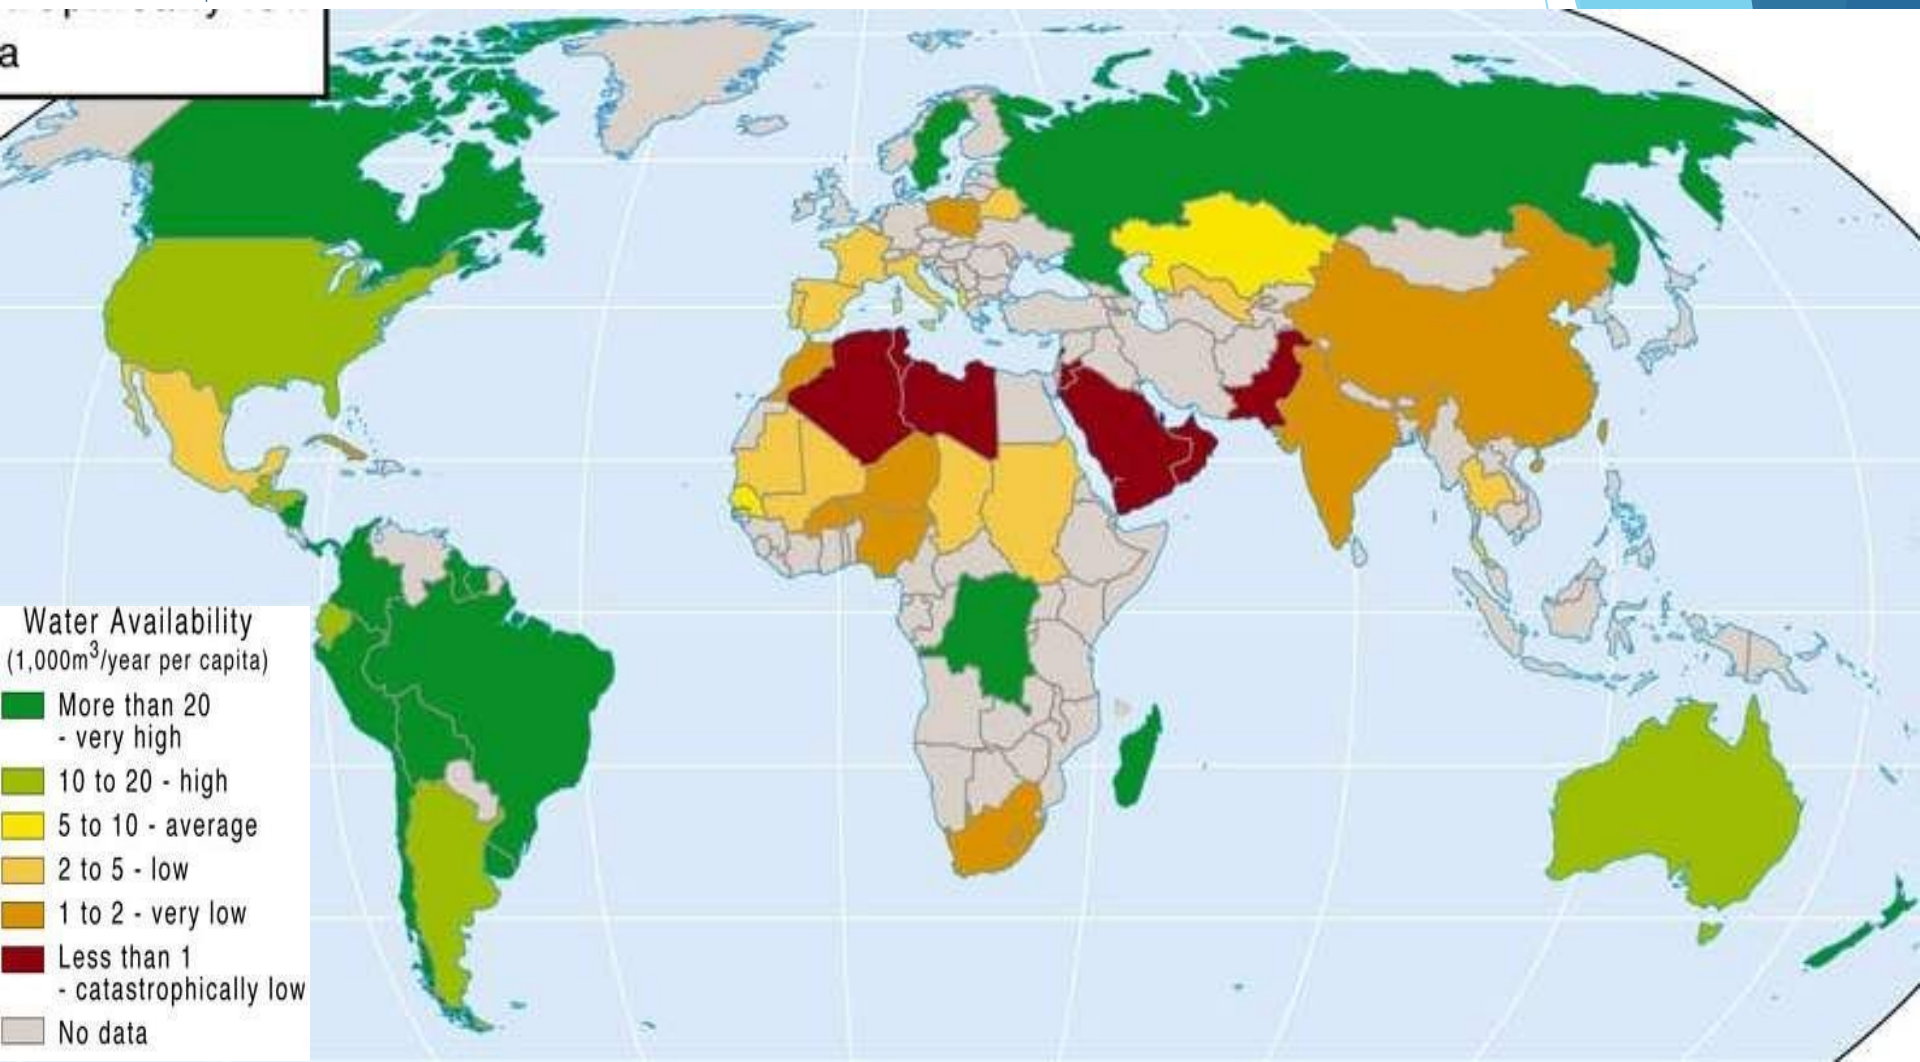 a
Water Availability
(1,000m³/year per capita)
More than 20
- very high
10 to 20 - high
5 to 10 - average
2 to 5 - low
1 to 2 - very low
Less than 1
- catastrophically low
No data